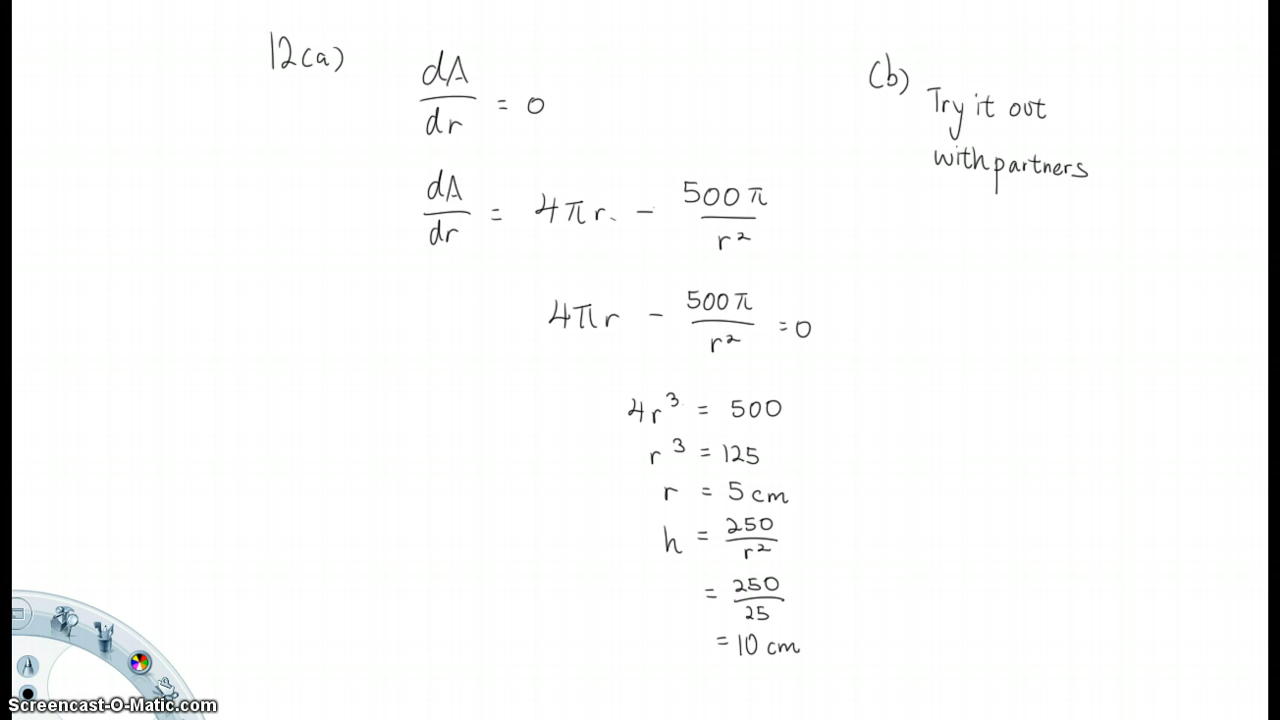 12(a)
dA/dr = 0
dA/dr = 4πr - 500π/r²
4πr - 500π/r² = 0
4r³ = 500
r³ = 125
r = 5 cm
h = 250/r²
= 250/25
= 10 cm
(b)
Try it out
with partners
Screencast-O-Matic.com